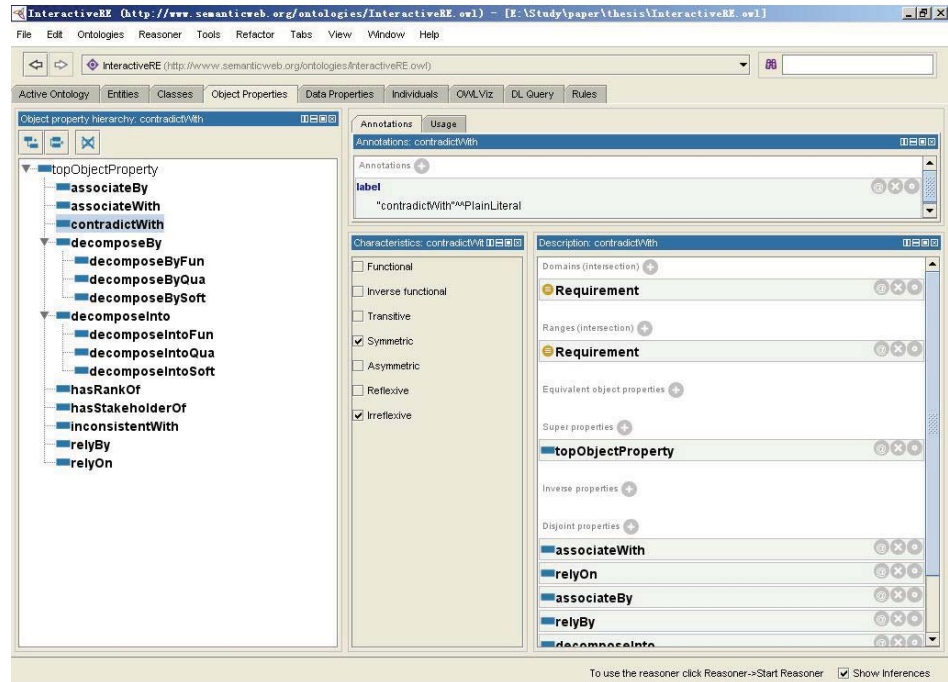 InteractiveRE (http://www.semanticweb.org/ontologies/InteractiveRE.owl) - [E:\Study\paper\thesis\InteractiveRE.owl]
File Edit Ontologies Reasoner Tools Refactor Tabs View Window Help
InteractiveRE (http://www.semanticweb.org/ontologies/InteractiveRE.owl)
Active Ontology Entities Classes Object Properties Data Properties Individuals OWLViz DL Query Rules
Object property hierarchy: contradictWith
topObjectProperty
associateBy
associateWith
contradictWith
decomposeBy
decomposeByFun
decomposeByQua
decomposeBySoft
decomposeInto
decomposeIntoFun
decomposeIntoQua
decomposeIntoSoft
hasRankOf
hasStakeholderOf
inconsistentWith
relyBy
relyOn
Annotations Usage
Annotations: contradictWith
Annotations
label
"contradictWith"^^PlainLiteral
Characteristics: contradictWit
Functional
Inverse functional
Transitive
Symmetric
Asymmetric
Reflexive
Irreflexive
Description: contradictWith
Domains (intersection)
Requirement
Ranges (intersection)
Requirement
Equivalent object properties
Super properties
topObjectProperty
Inverse properties
Disjoint properties
associateWith
relyOn
associateBy
relyBy
decomposeInto
To use the reasoner click Reasoner->Start Reasoner Show Inferences